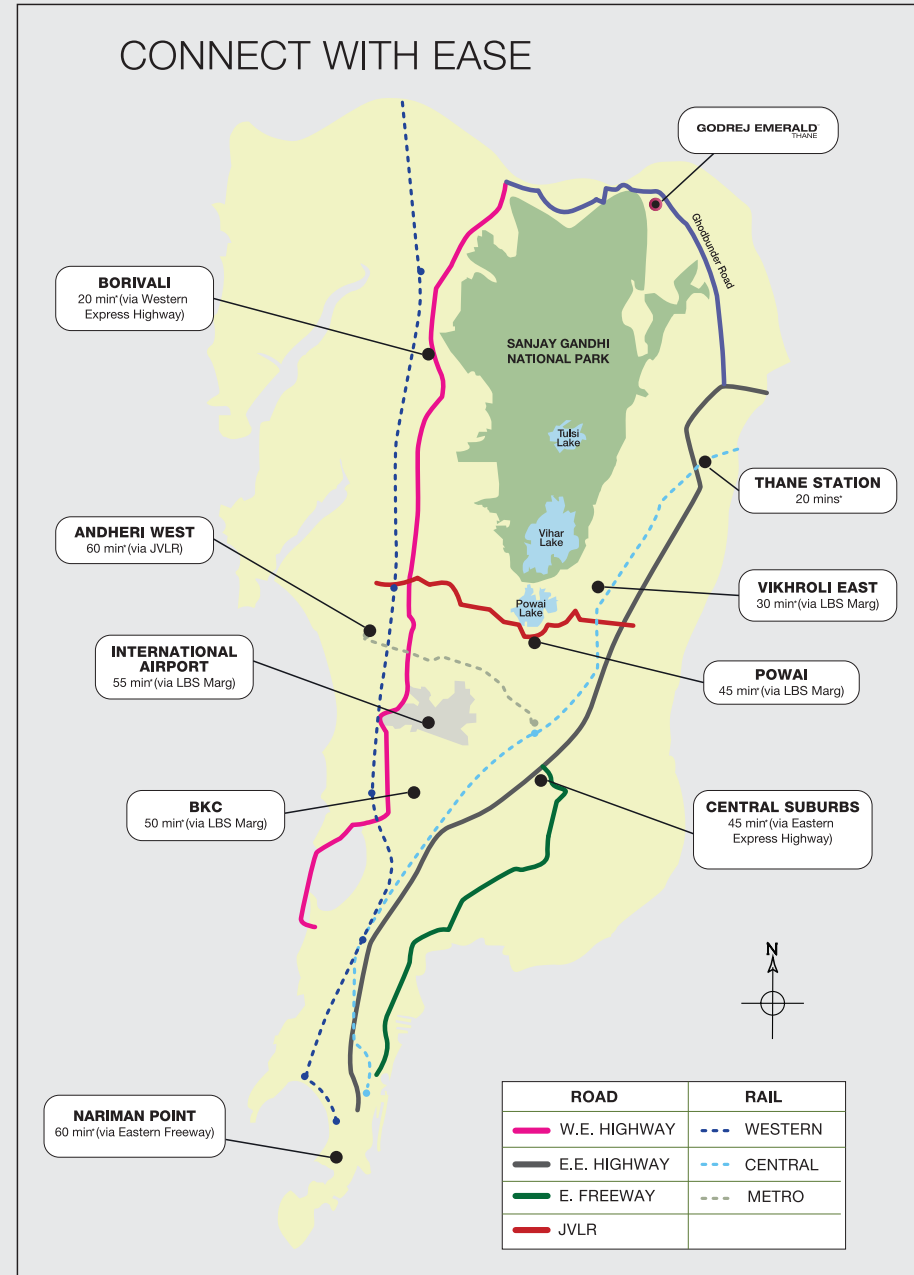 CONNECT WITH EASE
GODREJ EMERALD
THANE
Ghodbunder Road
BORIVALI
20 min*(via Western
Express Highway)
SANJAY GANDHI
NATIONAL PARK
Tulsi
Lake
THANE STATION
20 mins*
ANDHERI WEST
60 min*(via JVLR)
Vihar
Lake
VIKHROLI EAST
30 min*(via LBS Marg)
Powai
Lake
INTERNATIONAL
AIRPORT
55 min*(via LBS Marg)
POWAI
45 min*(via LBS Marg)
BKC
50 min*(via LBS Marg)
CENTRAL SUBURBS
45 min*(via Eastern
Express Highway)
N
NARIMAN POINT
60 min*(via Eastern Freeway)
ROAD RAIL
W.E. HIGHWAY WESTERN
E.E. HIGHWAY CENTRAL
E. FREEWAY METRO
JVLR